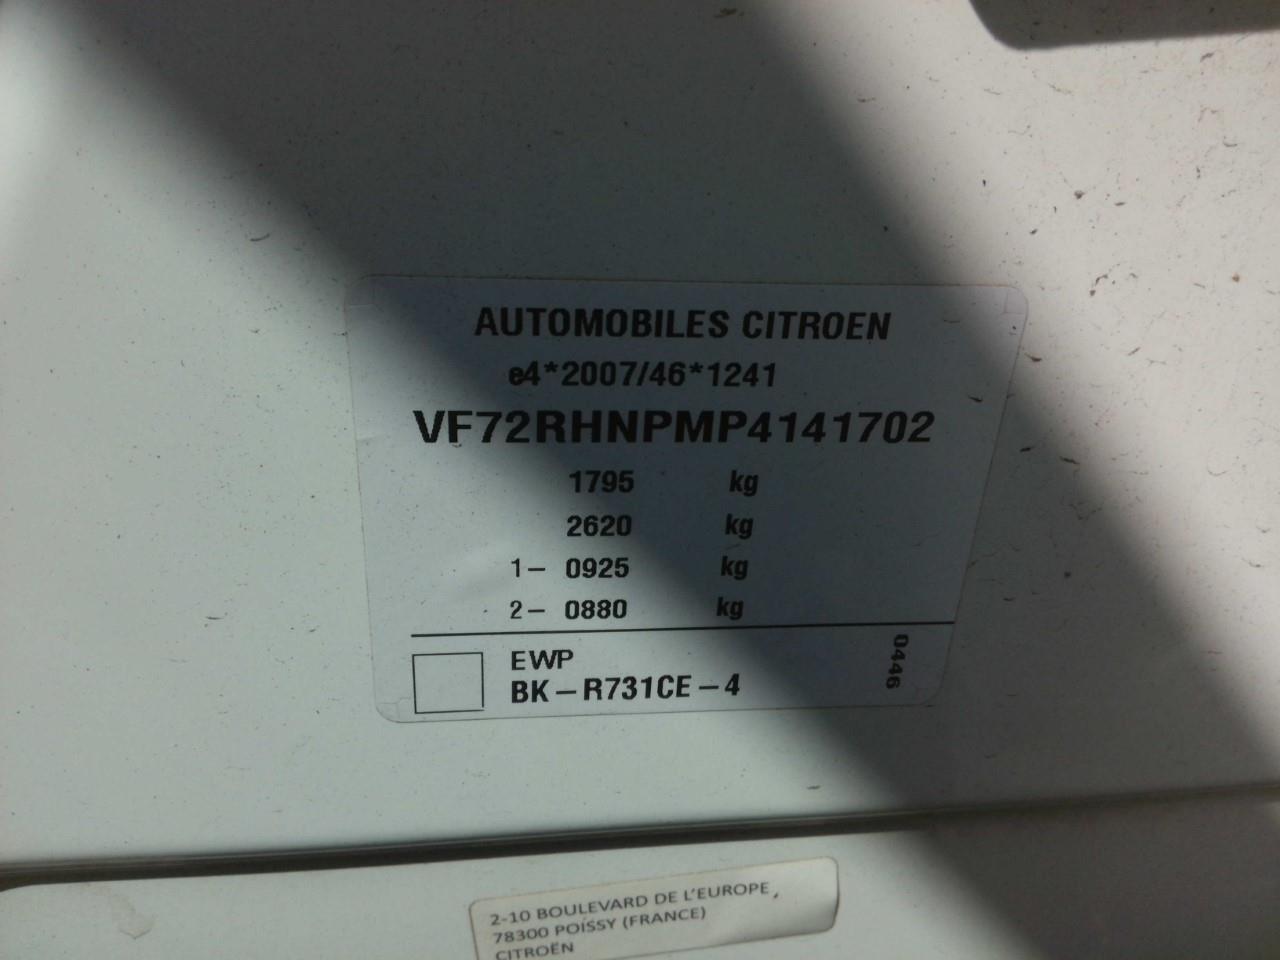 AUTOMOBILES CITROEN
e4*2007/46*1241
VF72RHNPMP4141702
1795 kg
2620 kg
1- 0925 kg
2- 0880 kg
EWP
BK-R731CE-4
0446
2-10 BOULEVARD DE L'EUROPE,
78300 POISSY (FRANCE)
CITROËN